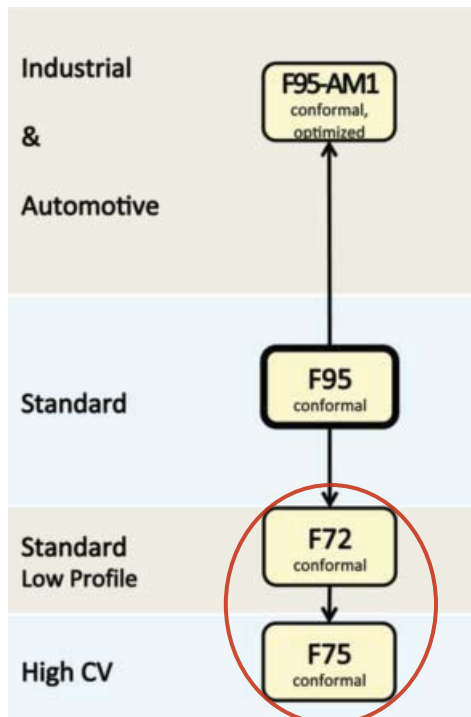 Industrial
&
Automotive
F95-AM1
conformal,
optimized
Standard
F95
conformal
Standard
Low Profile
F72
conformal
High CV
F75
conformal